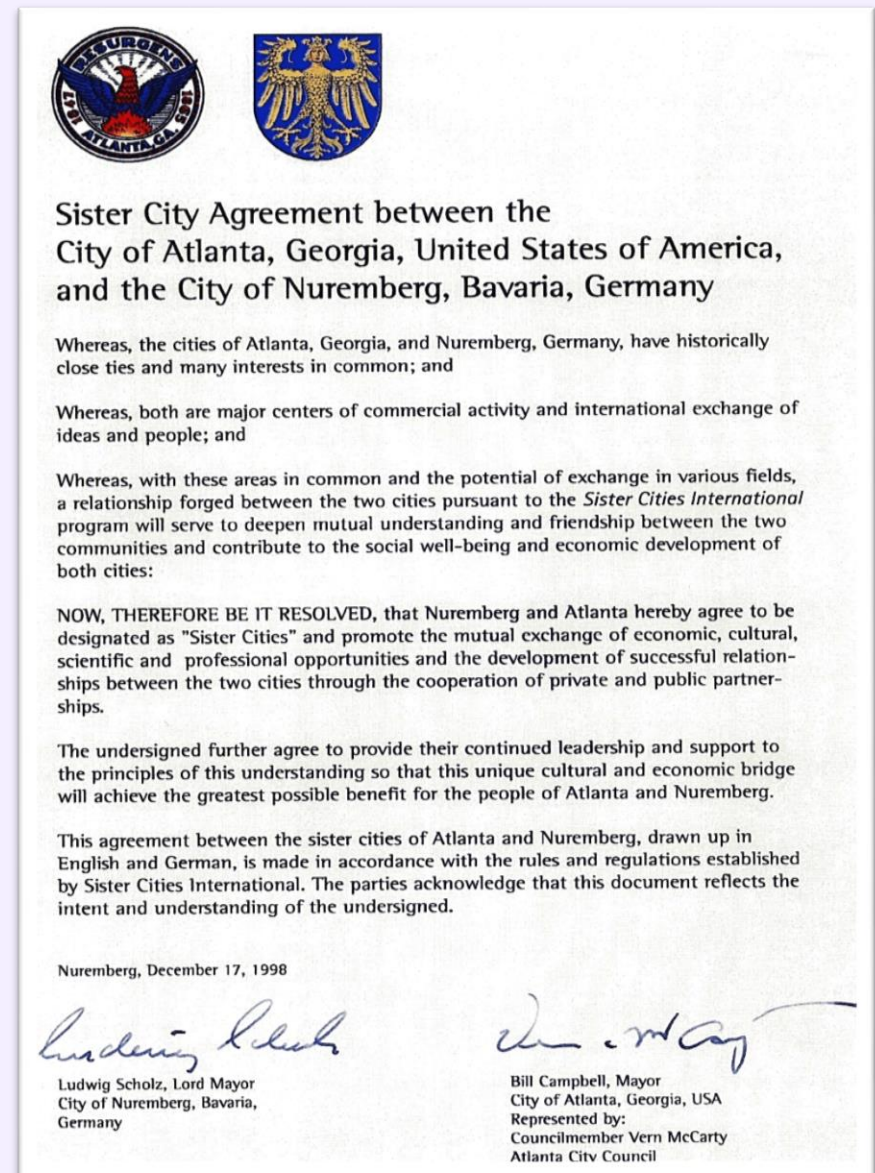 RESURGENS
1847 1865
ATLANTA, GA.
Sister City Agreement between the
City of Atlanta, Georgia, United States of America,
and the City of Nuremberg, Bavaria, Germany
Whereas, the cities of Atlanta, Georgia, and Nuremberg, Germany, have historically
close ties and many interests in common; and
Whereas, both are major centers of commercial activity and international exchange of
ideas and people; and
Whereas, with these areas in common and the potential of exchange in various fields,
a relationship forged between the two cities pursuant to the Sister Cities International
program will serve to deepen mutual understanding and friendship between the two
communities and contribute to the social well-being and economic development of
both cities:
NOW, THEREFORE BE IT RESOLVED, that Nuremberg and Atlanta hereby agree to be
designated as "Sister Cities" and promote the mutual exchange of economic, cultural,
scientific and professional opportunities and the development of successful relation-
ships between the two cities through the cooperation of private and public partner-
ships.
The undersigned further agree to provide their continued leadership and support to
the principles of this understanding so that this unique cultural and economic bridge
will achieve the greatest possible benefit for the people of Atlanta and Nuremberg.
This agreement between the sister cities of Atlanta and Nuremberg, drawn up in
English and German, is made in accordance with the rules and regulations established
by Sister Cities International. The parties acknowledge that this document reflects the
intent and understanding of the undersigned.
Nuremberg, December 17, 1998
Ludwig Scholz, Lord Mayor
City of Nuremberg, Bavaria,
Germany
Bill Campbell, Mayor
City of Atlanta, Georgia, USA
Represented by:
Councilmember Vern McCarty
Atlanta City Council